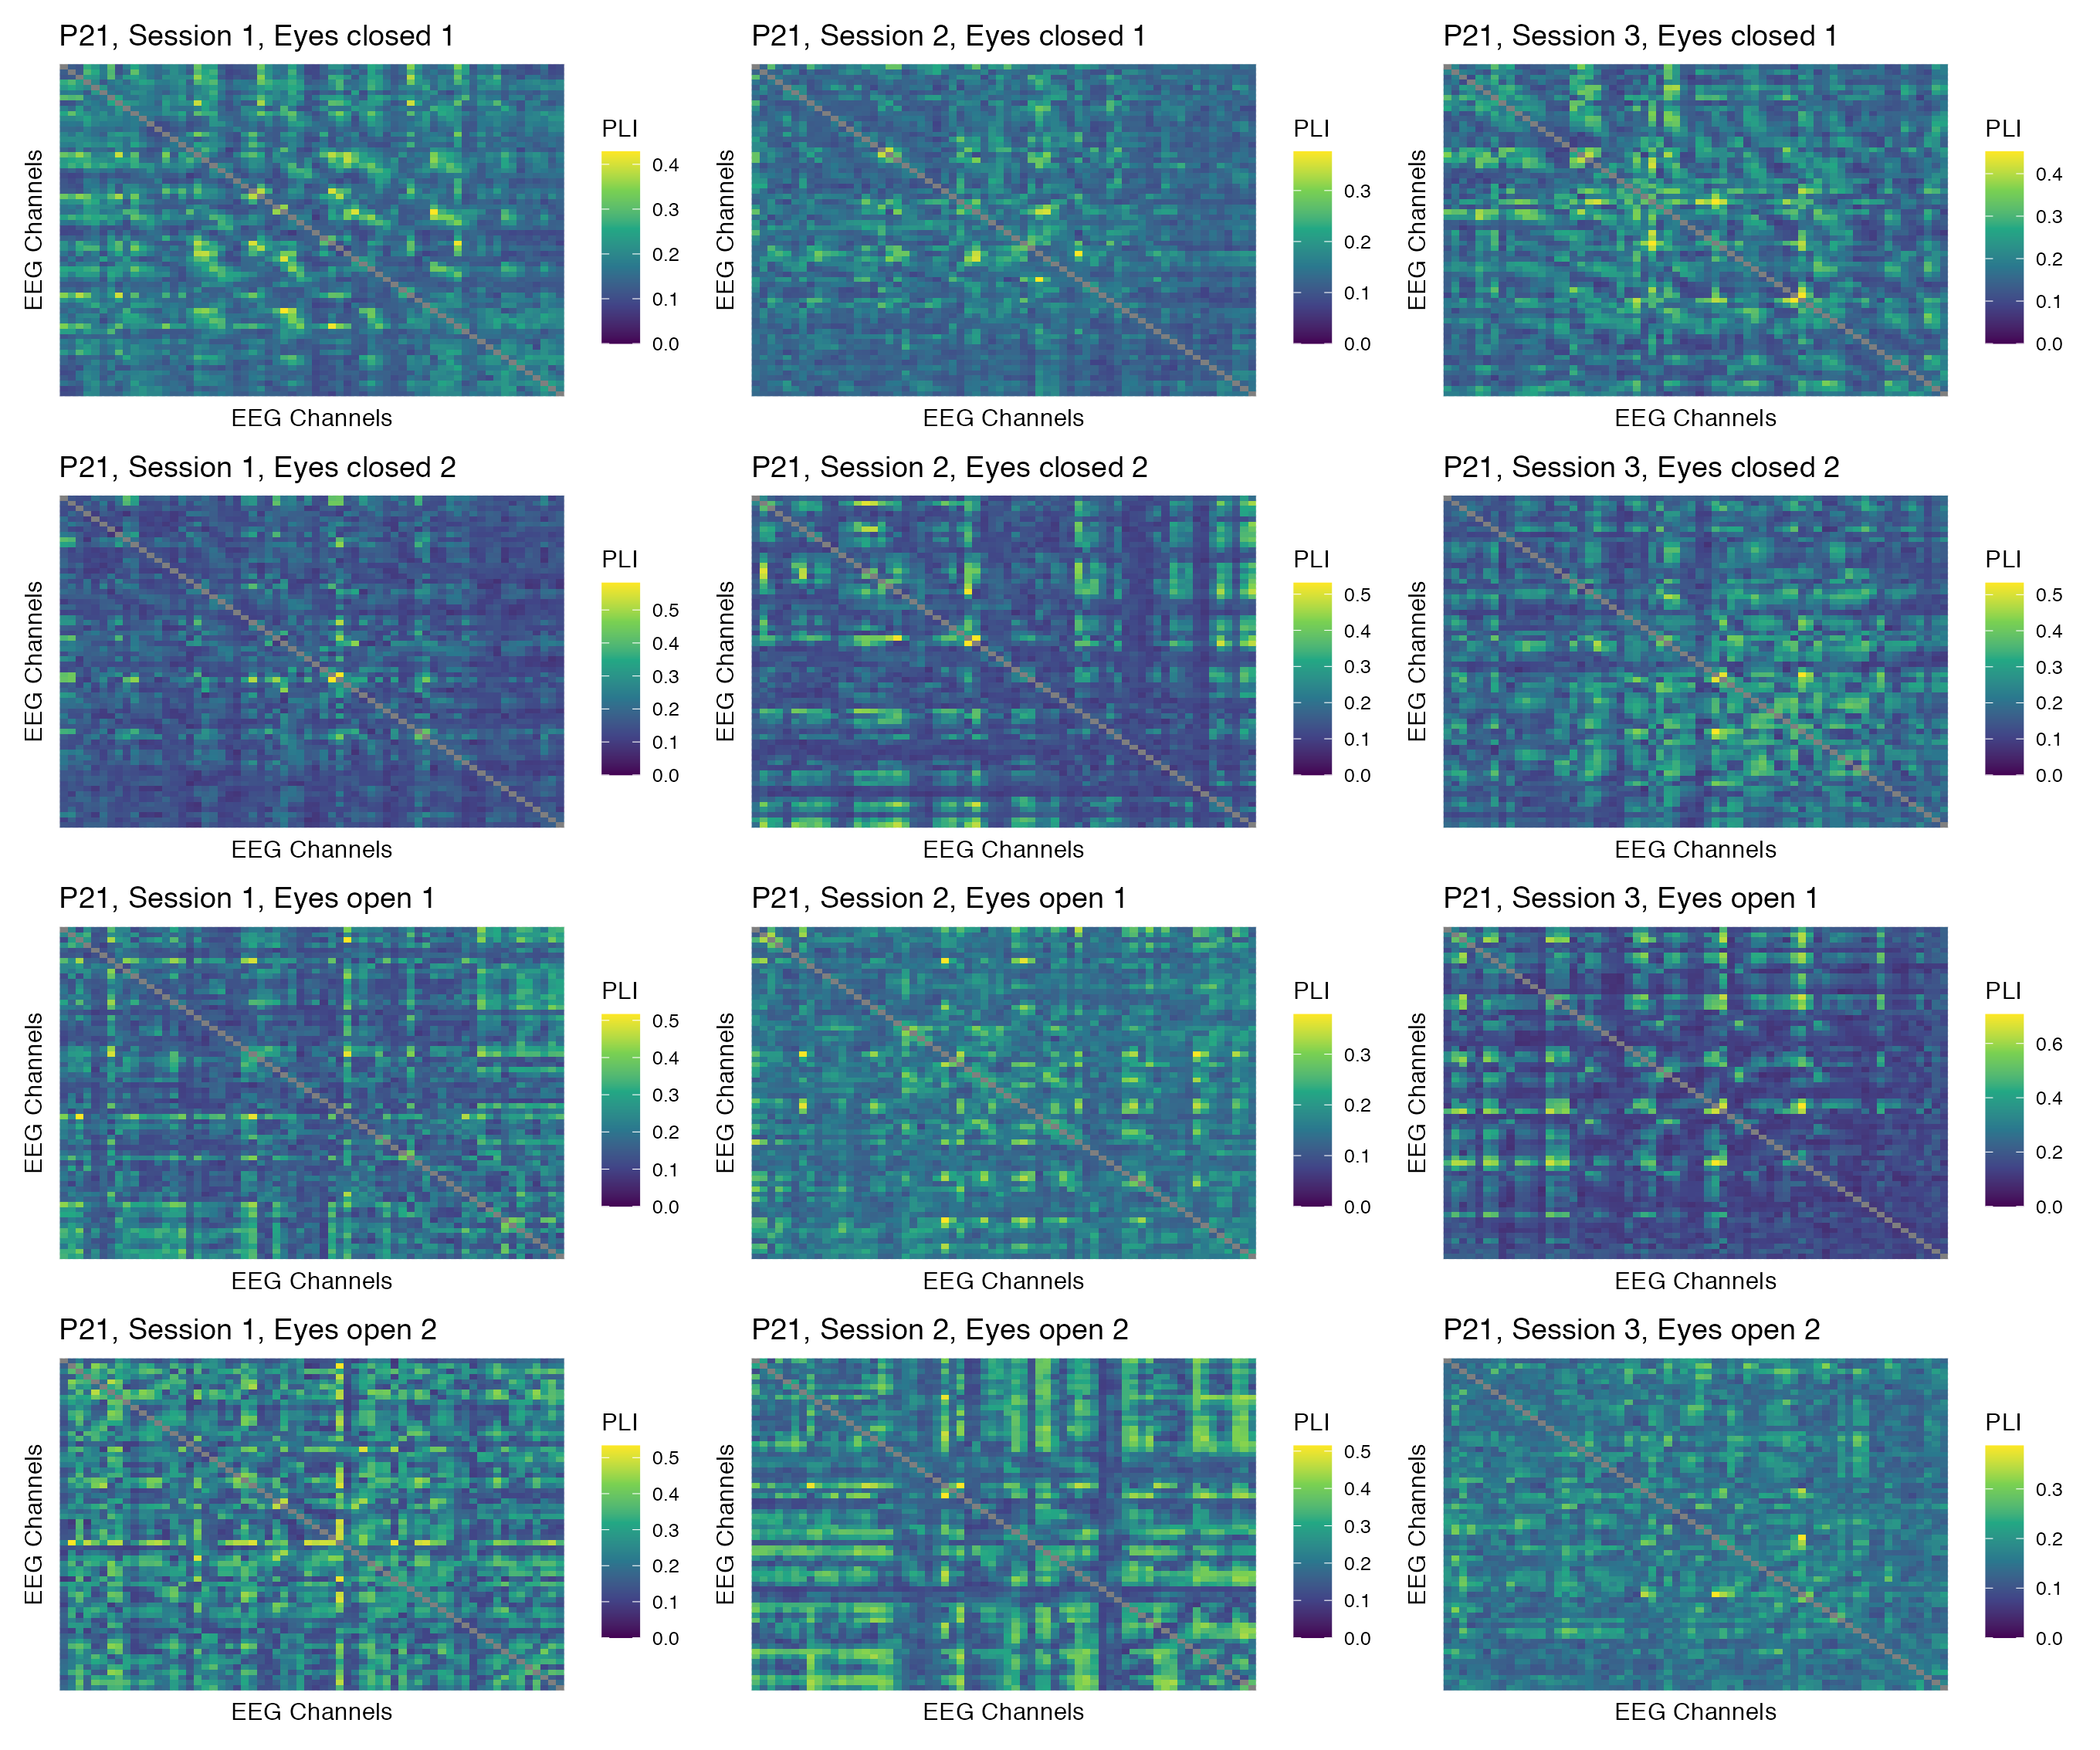 P21, Session 1, Eyes closed 1
EEG Channels
EEG Channels
PLI
0.4
0.3
0.2
0.1
0.0
P21, Session 2, Eyes closed 1
EEG Channels
EEG Channels
PLI
0.3
0.2
0.1
0.0
P21, Session 3, Eyes closed 1
EEG Channels
EEG Channels
PLI
0.4
0.3
0.2
0.1
0.0
P21, Session 1, Eyes closed 2
EEG Channels
EEG Channels
PLI
0.5
0.4
0.3
0.2
0.1
0.0
P21, Session 2, Eyes closed 2
EEG Channels
EEG Channels
PLI
0.5
0.4
0.3
0.2
0.1
0.0
P21, Session 3, Eyes closed 2
EEG Channels
EEG Channels
PLI
0.5
0.4
0.3
0.2
0.1
0.0
P21, Session 1, Eyes open 1
EEG Channels
EEG Channels
PLI
0.5
0.4
0.3
0.2
0.1
0.0
P21, Session 2, Eyes open 1
EEG Channels
EEG Channels
PLI
0.3
0.2
0.1
0.0
P21, Session 3, Eyes open 1
EEG Channels
EEG Channels
PLI
0.6
0.4
0.2
0.0
P21, Session 1, Eyes open 2
EEG Channels
EEG Channels
PLI
0.5
0.4
0.3
0.2
0.1
0.0
P21, Session 2, Eyes open 2
EEG Channels
EEG Channels
PLI
0.5
0.4
0.3
0.2
0.1
0.0
P21, Session 3, Eyes open 2
EEG Channels
EEG Channels
PLI
0.3
0.2
0.1
0.0